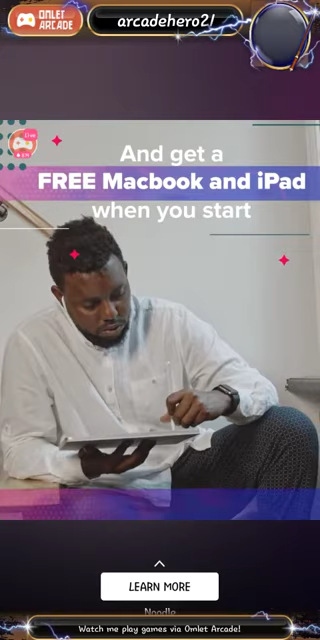 OMLET
ARCADE
arcadehero21
Live
And get a
FREE Macbook and iPad
when you start
LEARN MORE
Noodle
Watch me play games via Omlet Arcade!